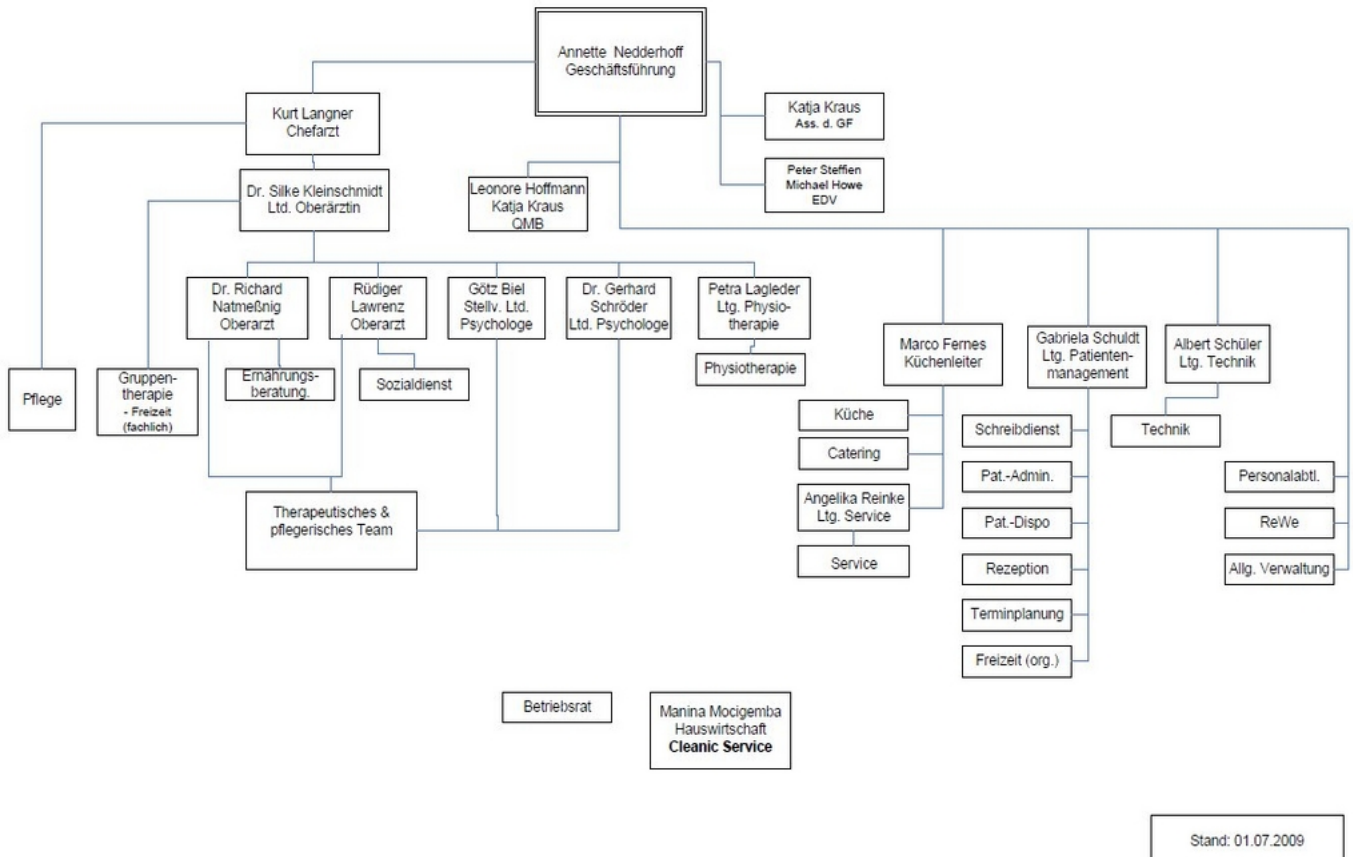 Annette Nedderhoff
Geschäftsführung
Kurt Langner
Chefarzt
Katja Kraus
Ass. d. GF
Peter Steffien
Michael Howe
EDV
Dr. Silke Kleinschmidt
Ltd. Oberärztin
Leonore Hoffmann
Katja Kraus
QMB
Dr. Richard
Natmeßnig
Oberarzt
Rüdiger
Lawrenz
Oberarzt
Götz Biel
Stellv. Ltd.
Psychologe
Dr. Gerhard
Schröder
Ltd. Psychologe
Petra Lagleder
Ltg. Physio-
therapie
Marco Fernes
Küchenleiter
Gabriela Schuldt
Ltg. Patienten-
management
Albert Schüler
Ltg. Technik
Pflege
Gruppen-
therapie
- Freizeit
(fachlich)
Ernährungs-
beratung.
Sozialdienst
Physiotherapie
Küche
Catering
Angelika Reinke
Ltg. Service
Service
Schreibdienst
Pat.-Admin.
Pat.-Dispo
Rezeption
Terminplanung
Freizeit (org.)
Technik
Personalabtl.
ReWe
Allg. Verwaltung
Therapeutisches &
pflegerisches Team
Betriebsrat
Manina Mocigemba
Hauswirtschaft
Cleanic Service
Stand: 01.07.2009